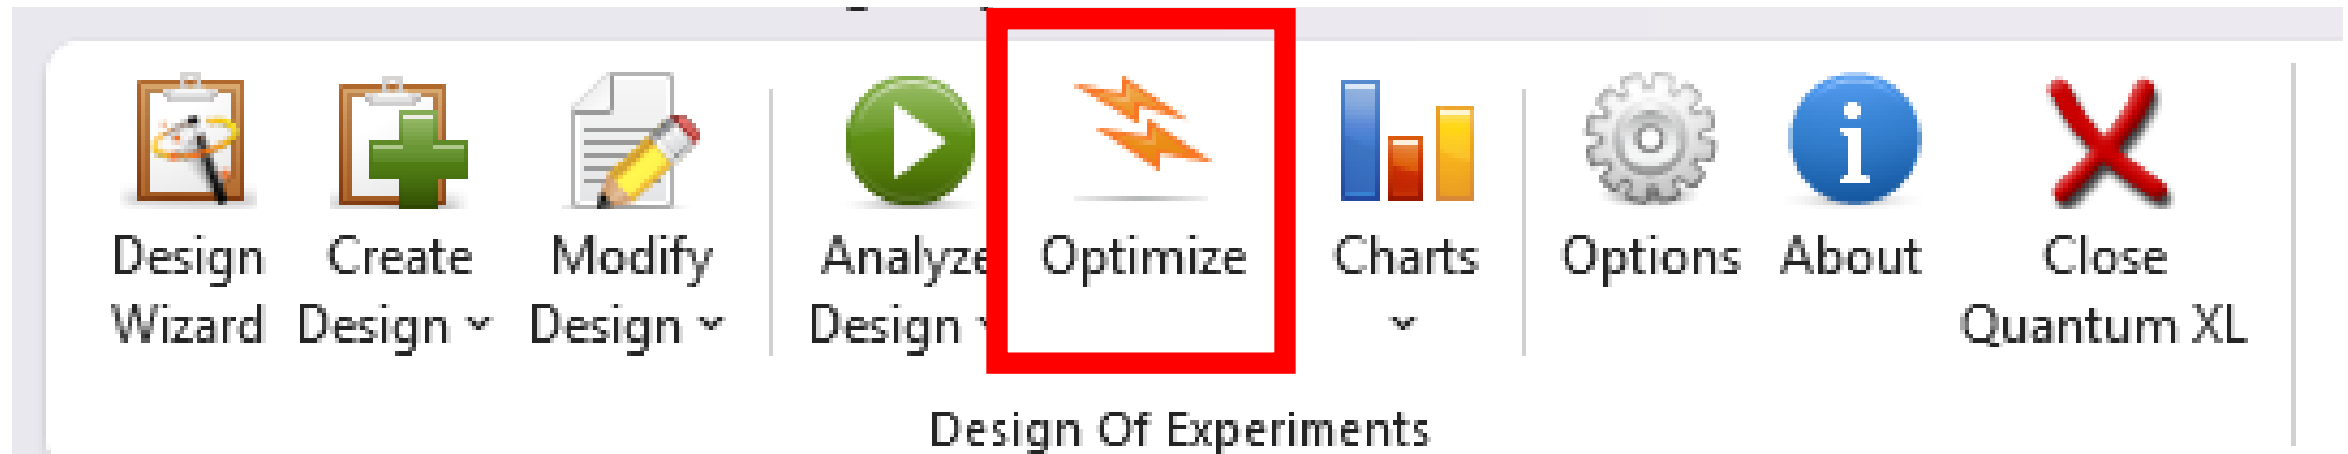 Design Wizard
Create Design
Modify Design
Analyze Design
Optimize
Charts
Options
About
Close Quantum XL
Design Of Experiments